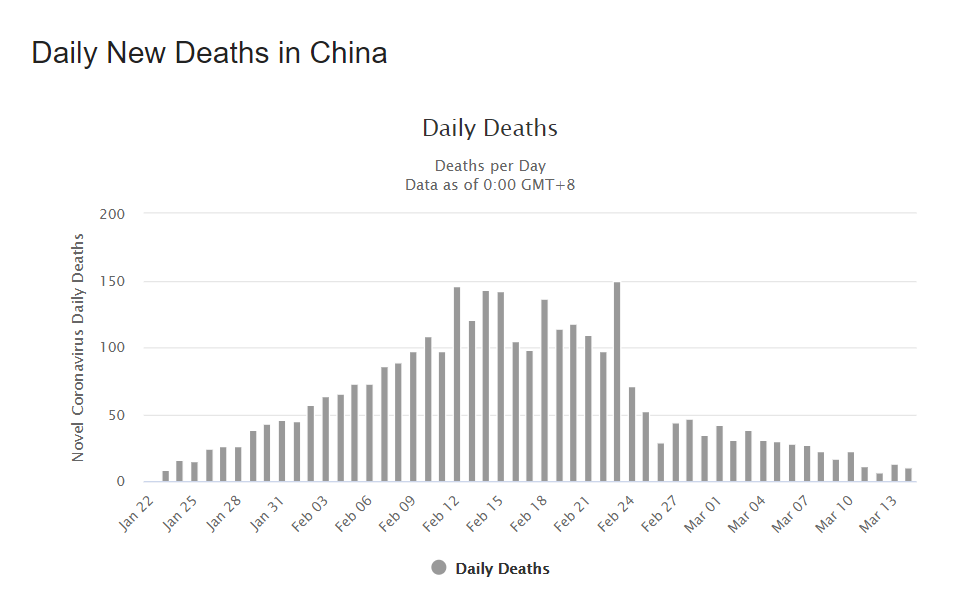 Daily New Deaths in China
Daily Deaths
Deaths per Day
Data as of 0:00 GMT+8
Novel Coronavirus Daily Deaths
200
150
100
50
0
Jan 22
Jan 25
Jan 28
Jan 31
Feb 03
Feb 06
Feb 09
Feb 12
Feb 15
Feb 18
Feb 21
Feb 24
Feb 27
Mar 01
Mar 04
Mar 07
Mar 10
Mar 13
Daily Deaths